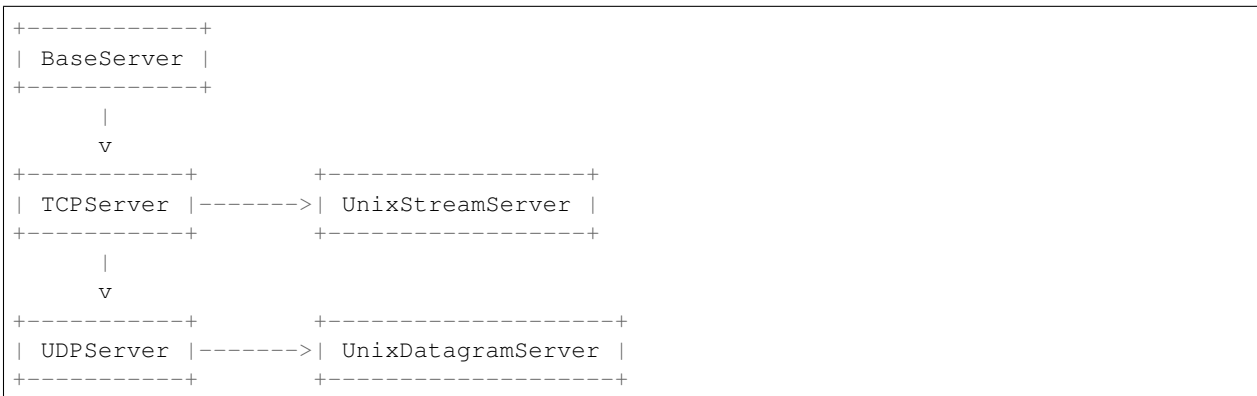 +------------+
| BaseServer |
+------------+
      |
      v
+-----------+        +------------------+
| TCPServer |------->| UnixStreamServer |
+-----------+        +------------------+
      |
      v
+-----------+        +--------------------+
| UDPServer |------->| UnixDatagramServer |
+-----------+        +--------------------+